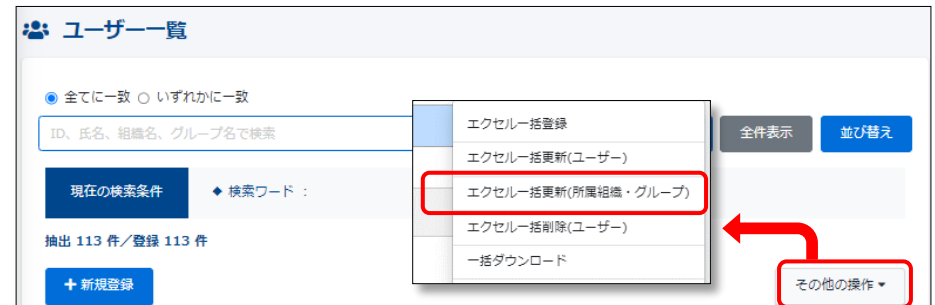 ユーザー一覧
全てに一致 いずれかに一致
ID、氏名、組織名、グループ名で検索
全件表示
並び替え
現在の検索条件
◆ 検索ワード :
エクセル一括登録
エクセル一括更新(ユーザー)
エクセル一括更新(所属組織・グループ)
エクセル一括削除(ユーザー)
一括ダウンロード
抽出 113 件／登録 113 件
+ 新規登録
その他の操作▼